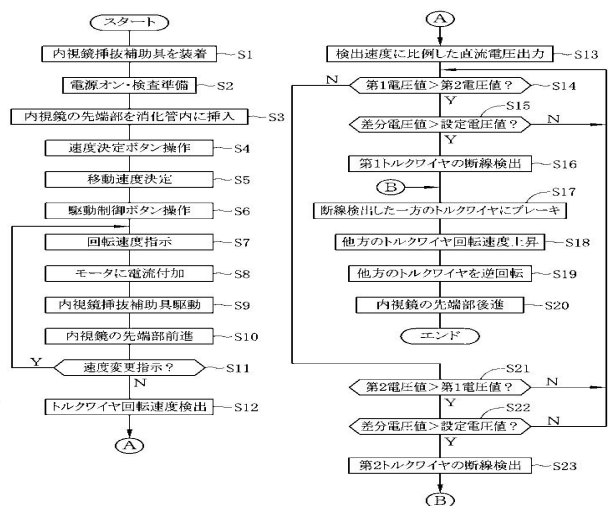 スタート
内視鏡挿抜補助具を装着 S1
電源オン・検査準備 S2
内視鏡の先端部を消化管内に挿入 S3
速度決定ボタン操作 S4
移動速度決定 S5
駆動制御ボタン操作 S6
回転速度指示 S7
モータに電流付加 S8
内視鏡挿抜補助具駆動 S9
内視鏡の先端部前進 S10
Y 速度変更指示? S11
N
トルクワイヤ回転速度検出 S12
A
A
検出速度に比例した直流電圧出力 S13
N 第1電圧値>第2電圧値? S14
Y
S15
差分電圧値>設定電圧値? N
Y
第1トルクワイヤの断線検出 S16
B
S17
断線検出した一方のトルクワイヤにブレーキ
他方のトルクワイヤ回転速度上昇 S18
他方のトルクワイヤを逆回転 S19
内視鏡の先端部後進 S20
エンド
S21
第2電圧値>第1電圧値? N
Y
S22
差分電圧値>設定電圧値? N
Y
第2トルクワイヤの断線検出 S23
B